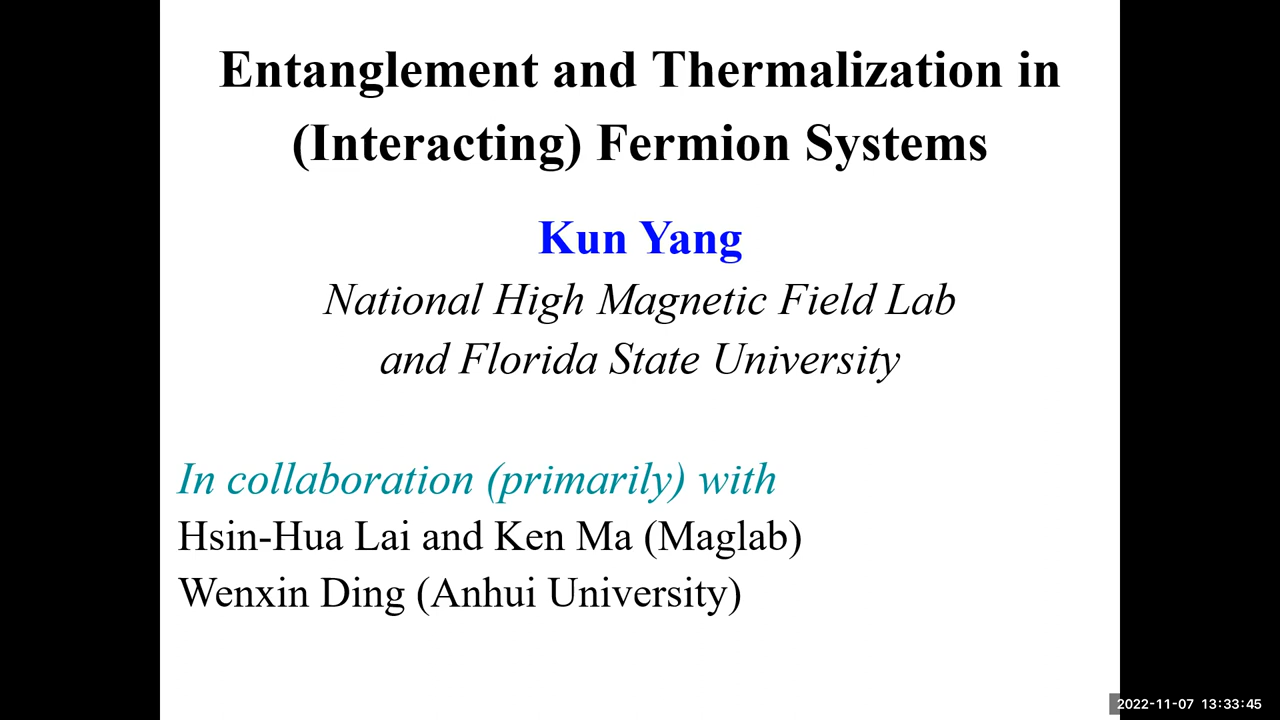 Entanglement and Thermalization in
(Interacting) Fermion Systems
Kun Yang
National High Magnetic Field Lab
and Florida State University
In collaboration (primarily) with
Hsin-Hua Lai and Ken Ma (Maglab)
Wenxin Ding (Anhui University)
2022-11-07 13:33:45